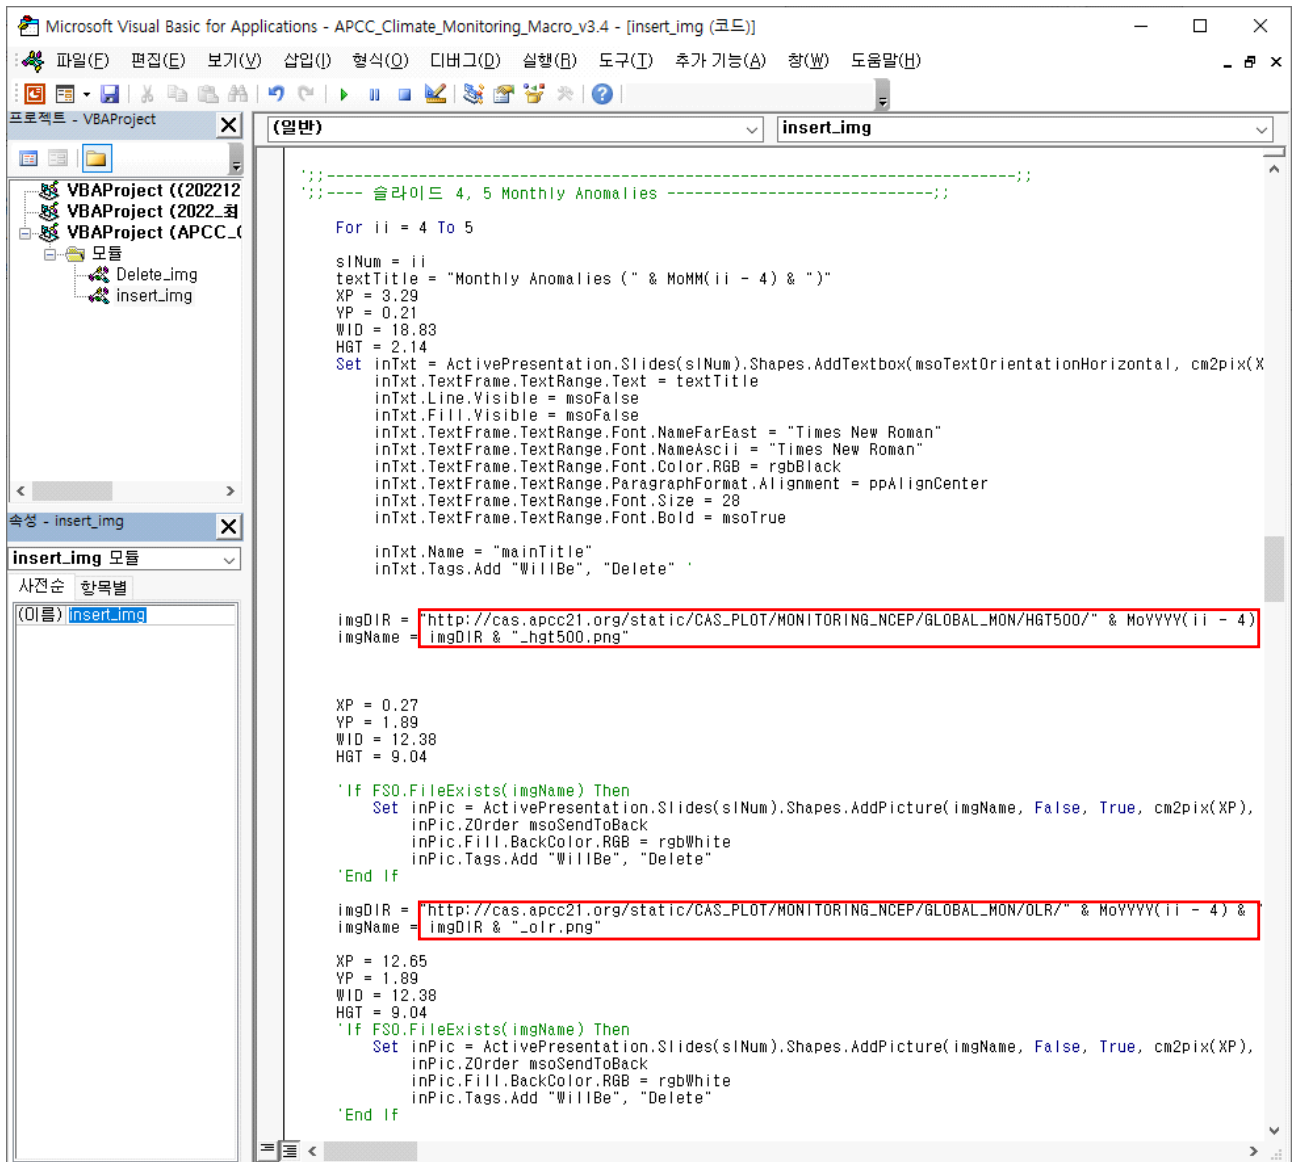 Microsoft Visual Basic for Applications - APCC_Climate_Monitoring_Macro_v3.4 - [insert_img (코드)]
파일(F) 편집(E) 보기(V) 삽입(I) 형식(O) 디버그(D) 실행(R) 도구(T) 추가 기능(A) 창(W) 도움말(H)
프로젝트 - VBAProject
VBAProject ((202212
VBAProject (2022_최
VBAProject (APCC_(
모듈
Delete_img
insert_img
속성 - insert_img
insert_img 모듈
사전순 항목별
(이름) insert_img
(일반) insert_img
';;---------------------------------------------------------------------------;;
';;---- 슬라이드 4, 5 Monthly Anomalies -----------------------------;;
For ii = 4 To 5
slNum = ii
textTitle = "Monthly Anomalies (" & MoMM(ii - 4) & ")"
XP = 3.29
YP = 0.21
WID = 18.83
HGT = 2.14
Set inTxt = ActivePresentation.Slides(slNum).Shapes.AddTextbox(msoTextOrientationHorizontal, cm2pix(X
inTxt.TextFrame.TextRange.Text = textTitle
inTxt.Line.Visible = msoFalse
inTxt.Fill.Visible = msoFalse
inTxt.TextFrame.TextRange.Font.NameFarEast = "Times New Roman"
inTxt.TextFrame.TextRange.Font.NameAscii = "Times New Roman"
inTxt.TextFrame.TextRange.Font.Color.RGB = rgbBlack
inTxt.TextFrame.TextRange.ParagraphFormat.Alignment = ppAlignCenter
inTxt.TextFrame.TextRange.Font.Size = 28
inTxt.TextFrame.TextRange.Font.Bold = msoTrue
inTxt.Name = "mainTitle"
inTxt.Tags.Add "WillBe", "Delete" '
imgDIR = "http://cas.apcc21.org/static/CAS_PLOT/MONITORING_NCEP/GLOBAL_MON/HGT500/" & MoYYYY(ii - 4)
imgName = imgDIR & "_hgt500.png"
XP = 0.27
YP = 1.89
WID = 12.38
HGT = 9.04
'If FSO.FileExists(imgName) Then
Set inPic = ActivePresentation.Slides(slNum).Shapes.AddPicture(imgName, False, True, cm2pix(XP),
inPic.ZOrder msoSendToBack
inPic.Fill.BackColor.RGB = rgbWhite
inPic.Tags.Add "WillBe", "Delete"
'End If
imgDIR = "http://cas.apcc21.org/static/CAS_PLOT/MONITORING_NCEP/GLOBAL_MON/OLR/" & MoYYYY(ii - 4) & "
imgName = imgDIR & "_olr.png"
XP = 12.65
YP = 1.89
WID = 12.38
HGT = 9.04
'If FSO.FileExists(imgName) Then
Set inPic = ActivePresentation.Slides(slNum).Shapes.AddPicture(imgName, False, True, cm2pix(XP),
inPic.ZOrder msoSendToBack
inPic.Fill.BackColor.RGB = rgbWhite
inPic.Tags.Add "WillBe", "Delete"
'End If